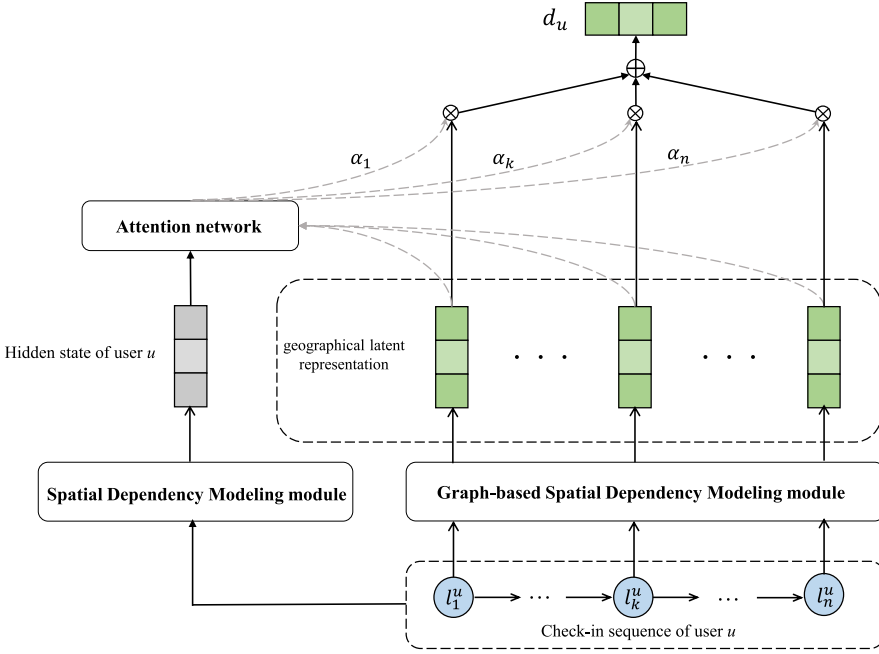 d_u
α_1
α_k
α_n
Attention network
Hidden state of user u
geographical latent
representation
. . .
. . .
Spatial Dependency Modeling module
Graph-based Spatial Dependency Modeling module
l_1^u
...
l_k^u
...
l_n^u
Check-in sequence of user u